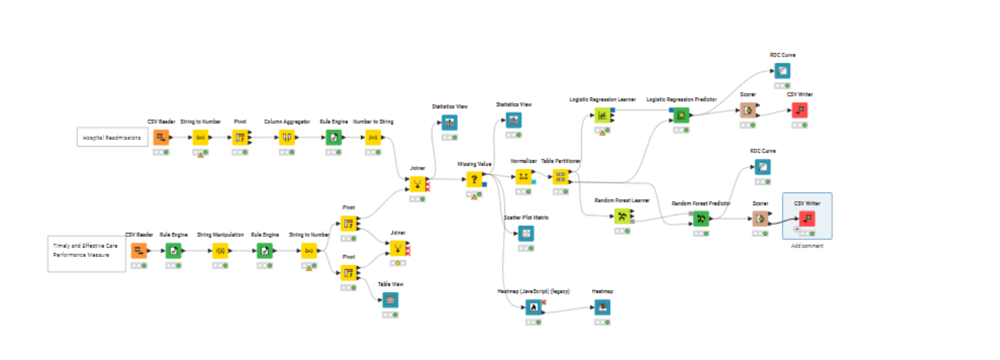 ROC Curve
Scorer
CSV Writer
Logistic Regression Learner
Logistic Regression Predictor
Statistics View
Statistics View
CSV Reader
String to Number
Pivot
Column Aggregator
Rule Engine
Number to String
Hospital Readmissions
Joiner
Missing Value
Normalizer
Table Partitioner
ROC Curve
Random Forest Learner
Random Forest Predictor
Scorer
CSV Writer
Pivot
Scatter Plot Matrix
Timely and Effective Care
Performance Measure
CSV Reader
Rule Engine
String Manipulation
Rule Engine
String to Number
Joiner
Add comment
Pivot
Table View
Heatmap (JavaScript) (legacy)
Heatmap